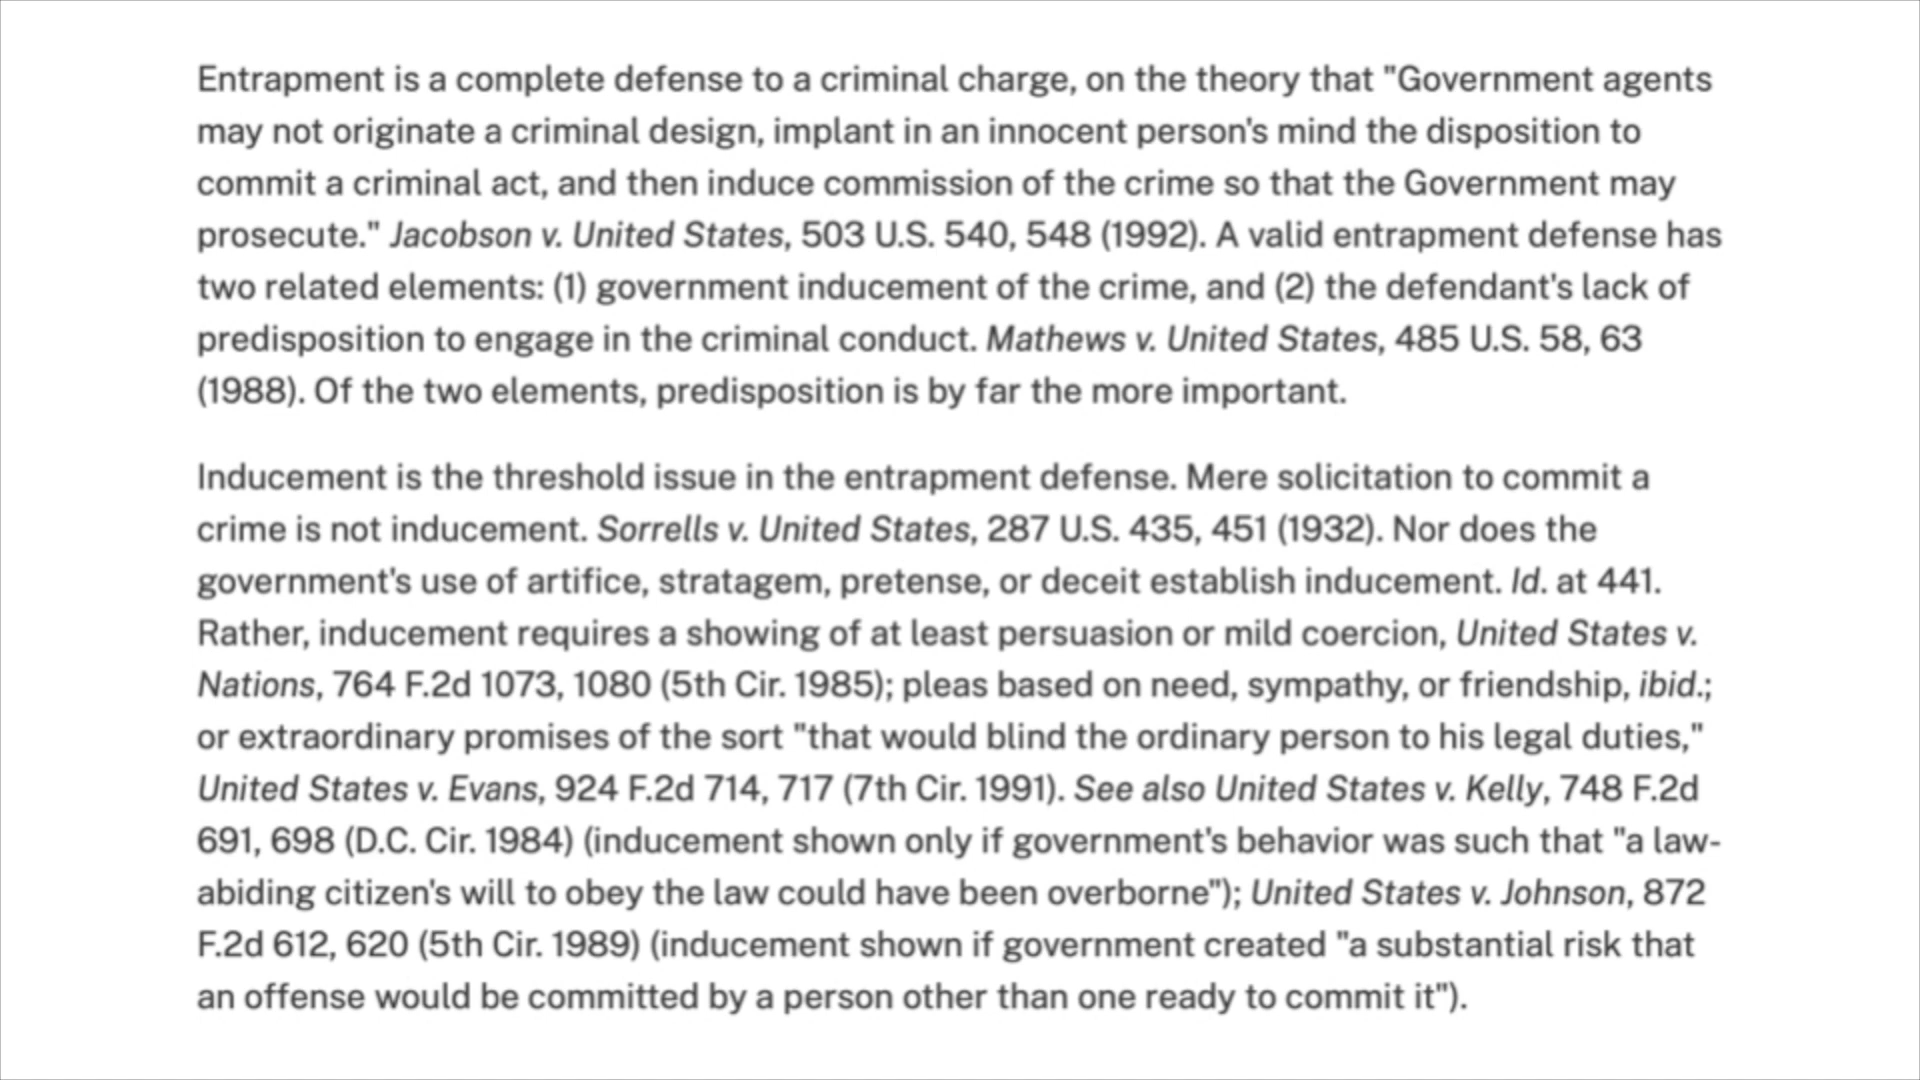 Entrapment is a complete defense to a criminal charge, on the theory that "Government agents
may not originate a criminal design, implant in an innocent person's mind the disposition to
commit a criminal act, and then induce commission of the crime so that the Government may
prosecute." Jacobson v. United States, 503 U.S. 540, 548 (1992). A valid entrapment defense has
two related elements: (1) government inducement of the crime, and (2) the defendant's lack of
predisposition to engage in the criminal conduct. Mathews v. United States, 485 U.S. 58, 63
(1988). Of the two elements, predisposition is by far the more important.
Inducement is the threshold issue in the entrapment defense. Mere solicitation to commit a
crime is not inducement. Sorrells v. United States, 287 U.S. 435, 451 (1932). Nor does the
government's use of artifice, stratagem, pretense, or deceit establish inducement. Id. at 441.
Rather, inducement requires a showing of at least persuasion or mild coercion, United States v.
Nations, 764 F.2d 1073, 1080 (5th Cir. 1985); pleas based on need, sympathy, or friendship, ibid.;
or extraordinary promises of the sort "that would blind the ordinary person to his legal duties,"
United States v. Evans, 924 F.2d 714, 717 (7th Cir. 1991). See also United States v. Kelly, 748 F.2d
691, 698 (D.C. Cir. 1984) (inducement shown only if government's behavior was such that "a law-
abiding citizen's will to obey the law could have been overborne"); United States v. Johnson, 872
F.2d 612, 620 (5th Cir. 1989) (inducement shown if government created "a substantial risk that
an offense would be committed by a person other than one ready to commit it").